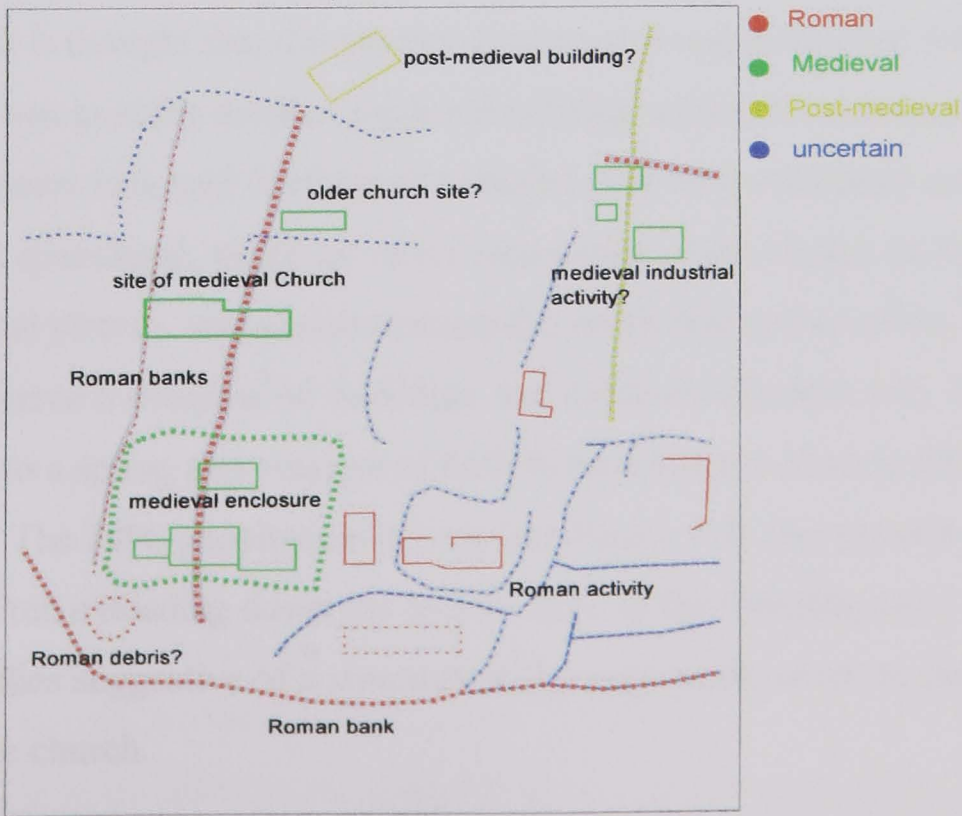 Roman
Medieval
Post-medieval
uncertain
post-medieval building?
older church site?
site of medieval Church
medieval industrial
activity?
Roman banks
medieval enclosure
Roman activity
Roman debris?
Roman bank